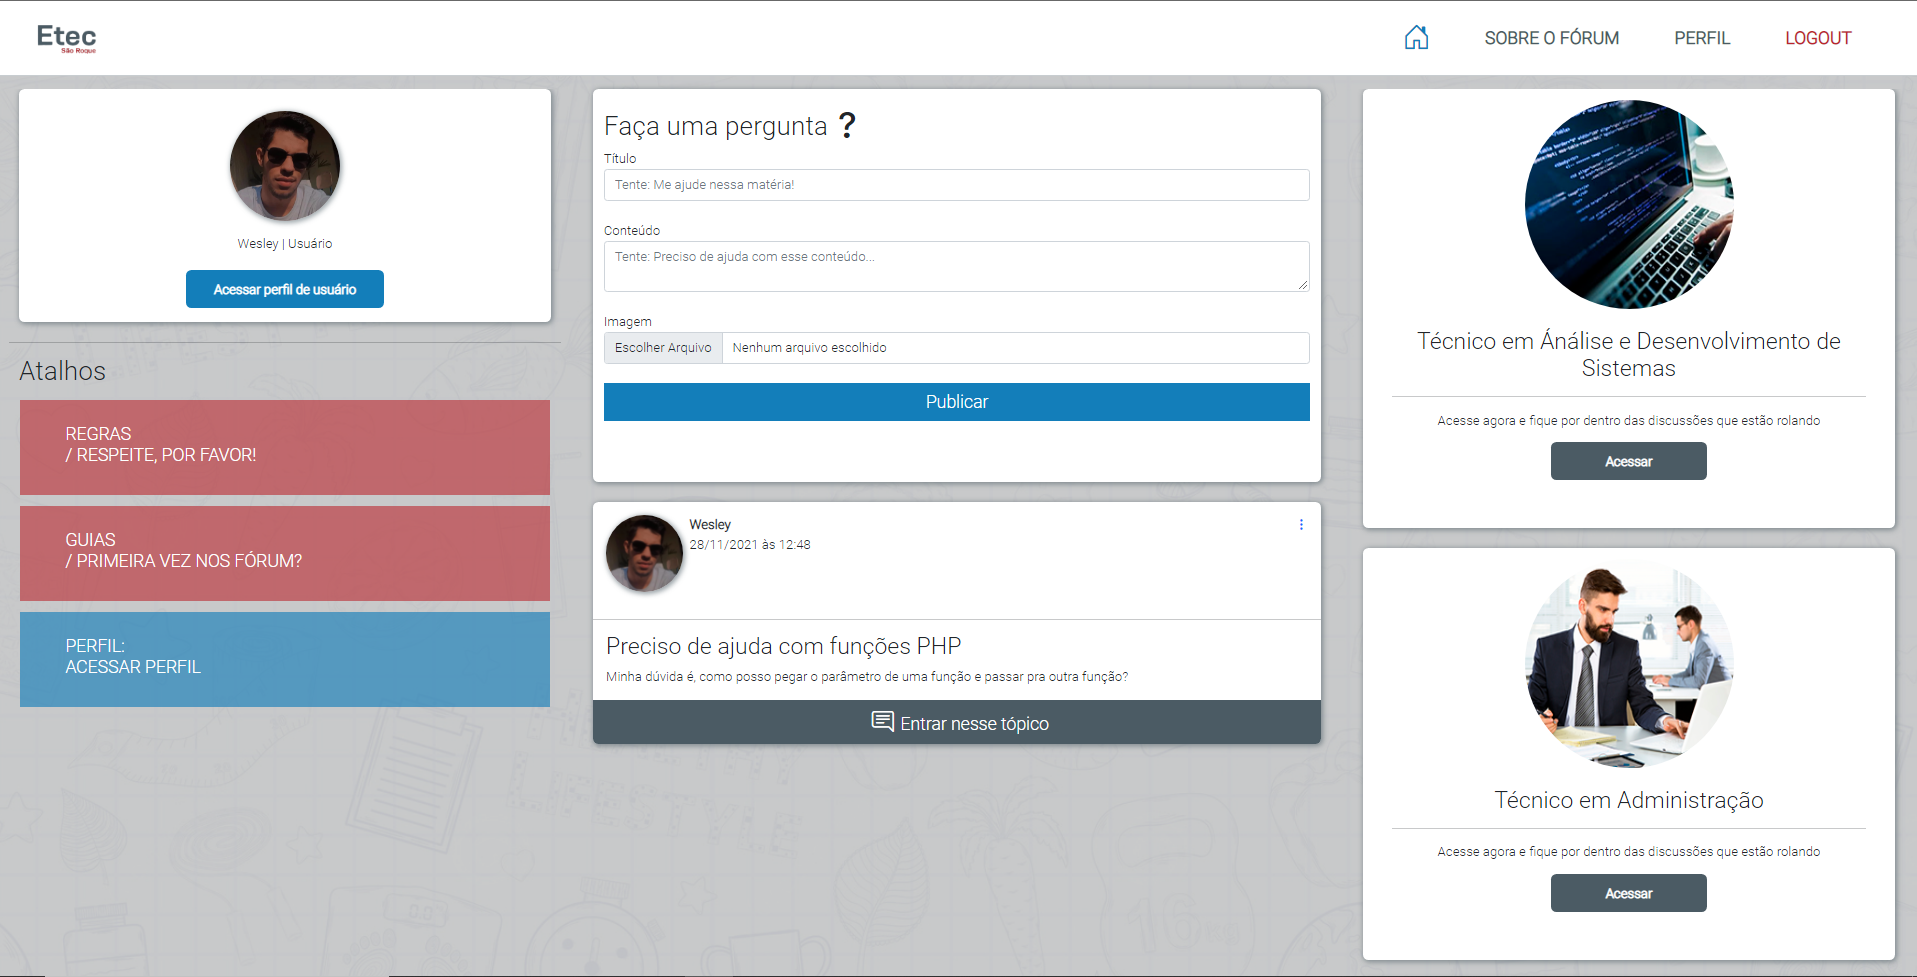 Etec
São Roque
SOBRE O FÓRUM
PERFIL
LOGOUT
Wesley | Usuário
Acessar perfil de usuário
Atalhos
REGRAS
/ RESPEITE, POR FAVOR!
GUIAS
/ PRIMEIRA VEZ NOS FÓRUM?
PERFIL:
ACESSAR PERFIL
Faça uma pergunta ?
Título
Tente: Me ajude nessa matéria!
Conteúdo
Tente: Preciso de ajuda com esse conteúdo...
Imagem
Escolher Arquivo Nenhum arquivo escolhido
Publicar
Wesley
28/11/2021 às 12:48
Preciso de ajuda com funções PHP
Minha dúvida é, como posso pegar o parâmetro de uma função e passar pra outra função?
Entrar nesse tópico
Técnico em Ánálise e Desenvolvimento de
Sistemas
Acesse agora e fique por dentro das discussões que estão rolando
Acessar
Técnico em Administração
Acesse agora e fique por dentro das discussões que estão rolando
Acessar
LIFESTYLE